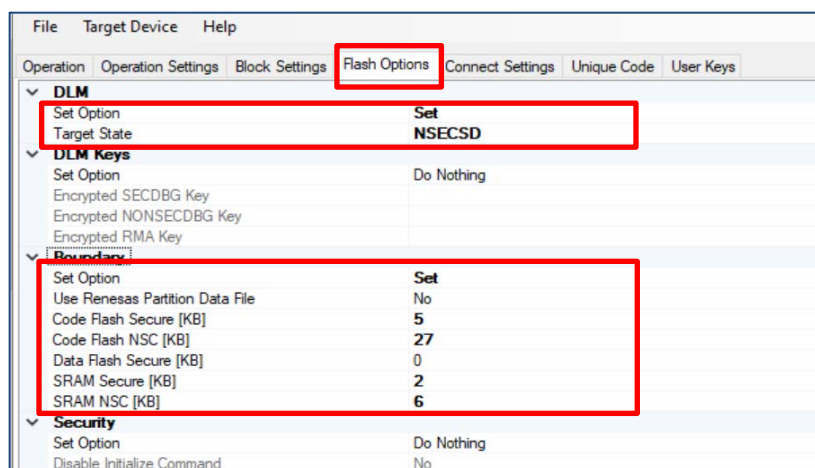 File Target Device Help
Operation Operation Settings Block Settings Flash Options Connect Settings Unique Code User Keys
DLM
Set Option Set
Target State NSECSD
DLM Keys
Set Option Do Nothing
Encrypted SECDBG Key
Encrypted NONSECDBG Key
Encrypted RMA Key
Boundary
Set Option Set
Use Renesas Partition Data File No
Code Flash Secure [KB] 5
Code Flash NSC [KB] 27
Data Flash Secure [KB] 0
SRAM Secure [KB] 2
SRAM NSC [KB] 6
Security
Set Option Do Nothing
Disable Initialize Command No